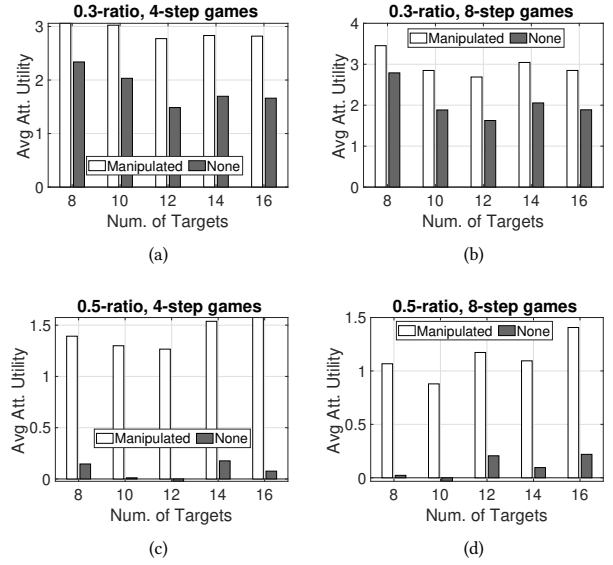 0.3-ratio, 4-step games
Avg Att. Utility
3
2
1
0
Manipulated None
8 10 12 14 16
Num. of Targets
(a)
0.3-ratio, 8-step games
Avg Att. Utility
4
3
2
1
0
Manipulated None
8 10 12 14 16
Num. of Targets
(b)
0.5-ratio, 4-step games
Avg Att. Utility
1.5
1
0.5
0
Manipulated None
8 10 12 14 16
Num. of Targets
(c)
0.5-ratio, 8-step games
Avg Att. Utility
1.5
1
0.5
0
Manipulated None
8 10 12 14 16
Num. of Targets
(d)